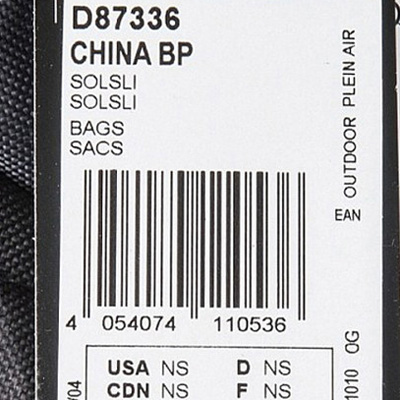 D87336
CHINA BP
SOLSLI
SOLSLI
BAGS
SACS
OUTDOOR PLEIN AIR
EAN
4 054074 110536
USA NS D NS
CDN NS F NS
/04
1010 OG